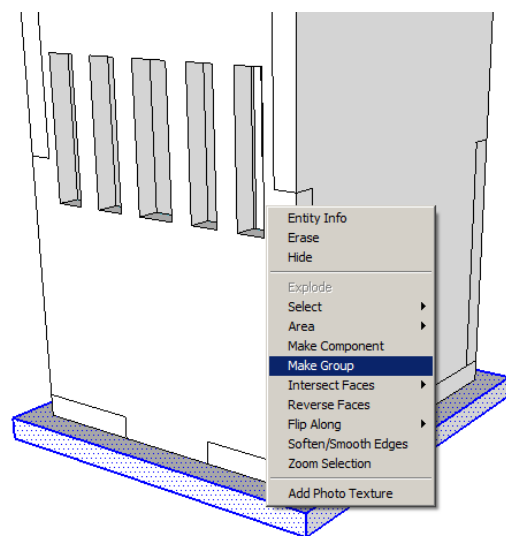 Entity Info
Erase
Hide
Explode
Select
Area
Make Component
Make Group
Intersect Faces
Reverse Faces
Flip Along
Soften/Smooth Edges
Zoom Selection
Add Photo Texture